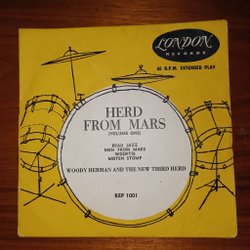 LONDON
RECORDS
45 R.P.M. EXTENDED PLAY
HERD
FROM MARS
(VOLUME ONE)
BEAU JAZZ
MEN FROM MARS
WOOFTIE
MOTEN STOMP
WOODY HERMAN AND THE NEW THIRD HERD
REP 1001